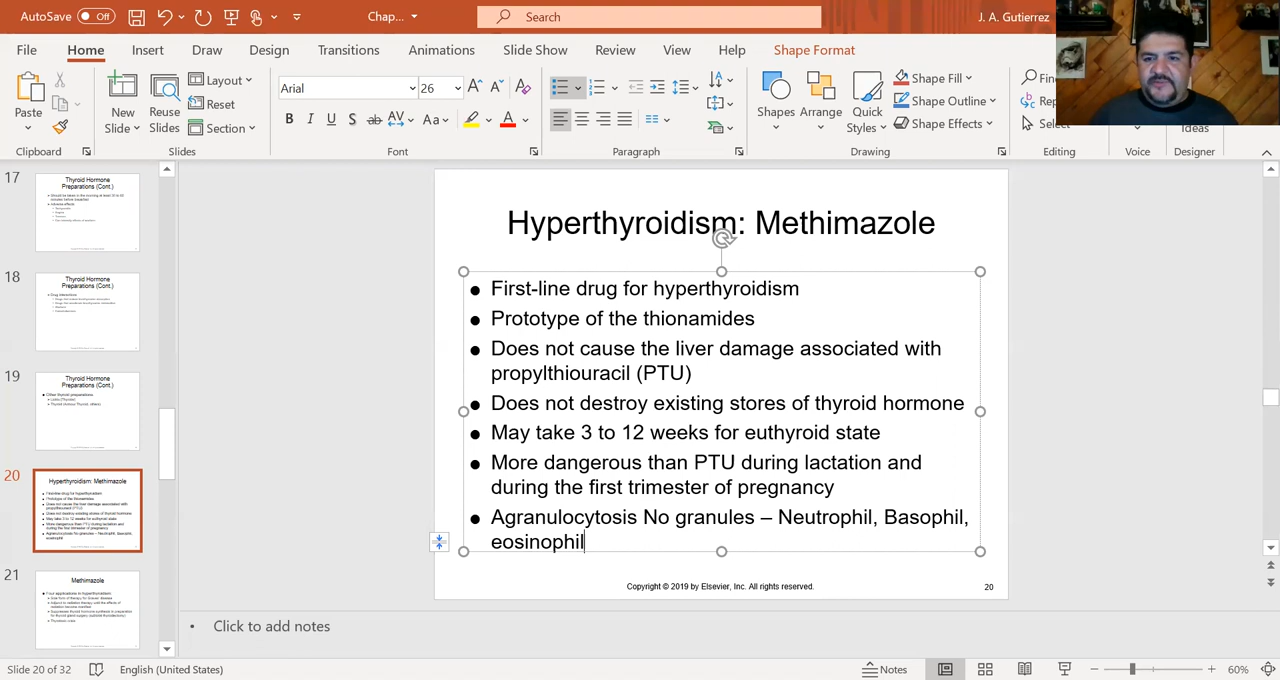 AutoSave Off Chap... Search J. A. Gutierrez
File Home Insert Draw Design Transitions Animations Slide Show Review View Help Shape Format
Paste New Slide Reuse Slides Layout Reset Section
Arial 26
Shapes Arrange Quick Styles Shape Fill Shape Outline Shape Effects
Select Ideas
Clipboard Slides Font Paragraph Drawing Editing Voice Designer
17
Thyroid Hormone
Preparations (Cont.)
18
Thyroid Hormone
Preparations (Cont.)
19
Thyroid Hormone
Preparations (Cont.)
20
Hyperthyroidism: Methimazole
21
Methimazole
Hyperthyroidism: Methimazole
● First-line drug for hyperthyroidism
● Prototype of the thionamides
● Does not cause the liver damage associated with
propylthiouracil (PTU)
● Does not destroy existing stores of thyroid hormone
● May take 3 to 12 weeks for euthyroid state
● More dangerous than PTU during lactation and
during the first trimester of pregnancy
● Agranulocytosis No granules – Neutrophil, Basophil,
eosinophil
Copyright © 2019 by Elsevier, Inc. All rights reserved. 20
• Click to add notes
Slide 20 of 32 English (United States) Notes 60%